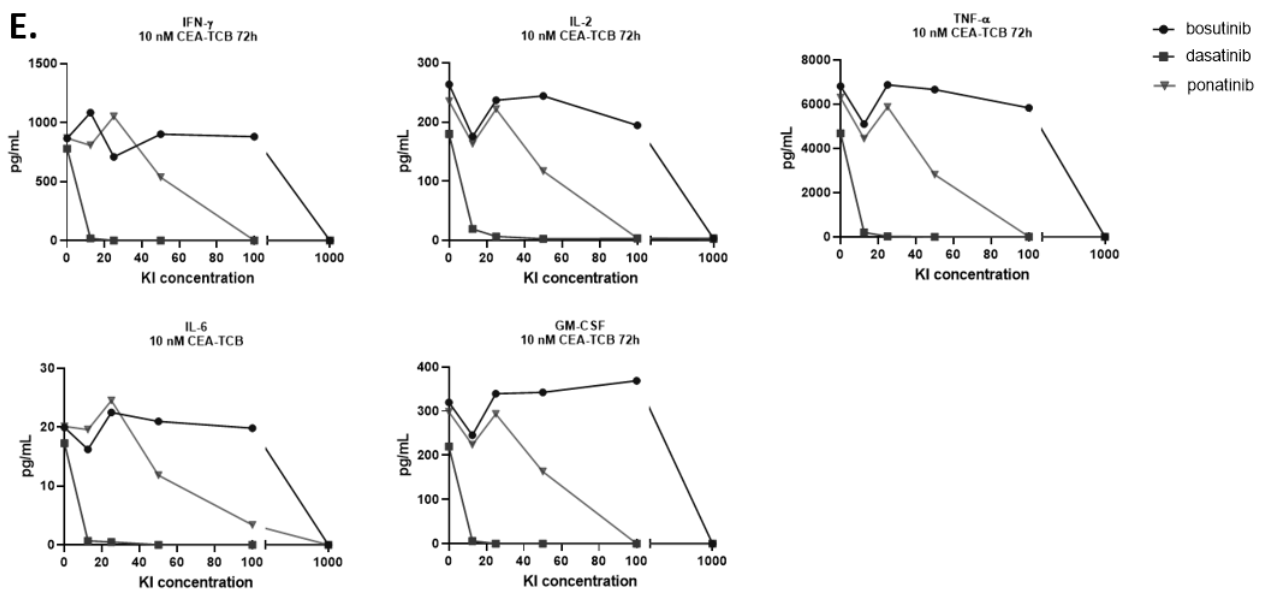 E.
IFN-γ
10 nM CEA-TCB 72h
1500
1000
500
0
pg/mL
0 20 40 60 80 100 1000
KI concentration
IL-2
10 nM CEA-TCB 72h
300
200
100
0
pg/mL
0 20 40 60 80 100 1000
KI concentration
TNF-α
10 nM CEA-TCB 72h
8000
6000
4000
2000
0
pg/mL
0 20 40 60 80 100 1000
KI concentration
bosutinib
dasatinib
ponatinib
IL-6
10 nM CEA-TCB
30
20
10
0
pg/mL
0 20 40 60 80 100 1000
KI concentration
GM-CSF
10 nM CEA-TCB 72h
400
300
200
100
0
pg/mL
0 20 40 60 80 100 1000
KI concentration